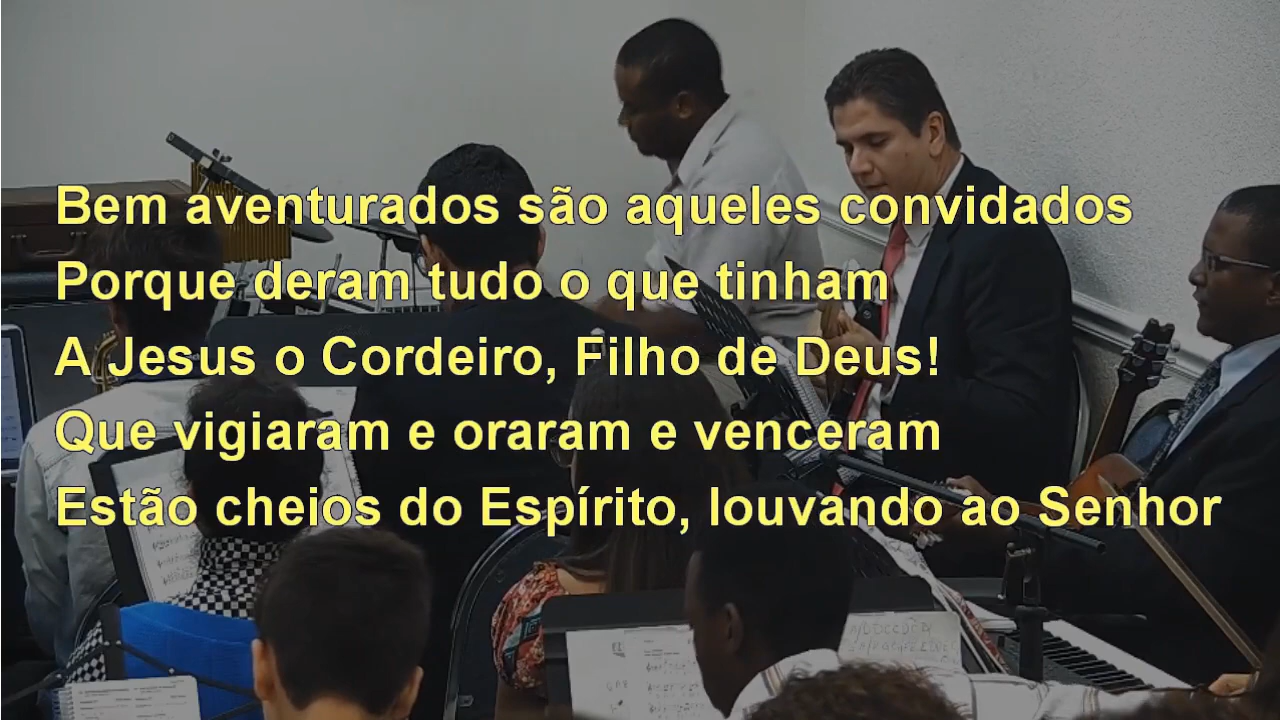 Bem aventurados são aqueles convidados
Porque deram tudo o que tinham
A Jesus o Cordeiro, Filho de Deus!
Que vigiaram e oraram e venceram
Estão cheios do Espírito, louvando ao Senhor